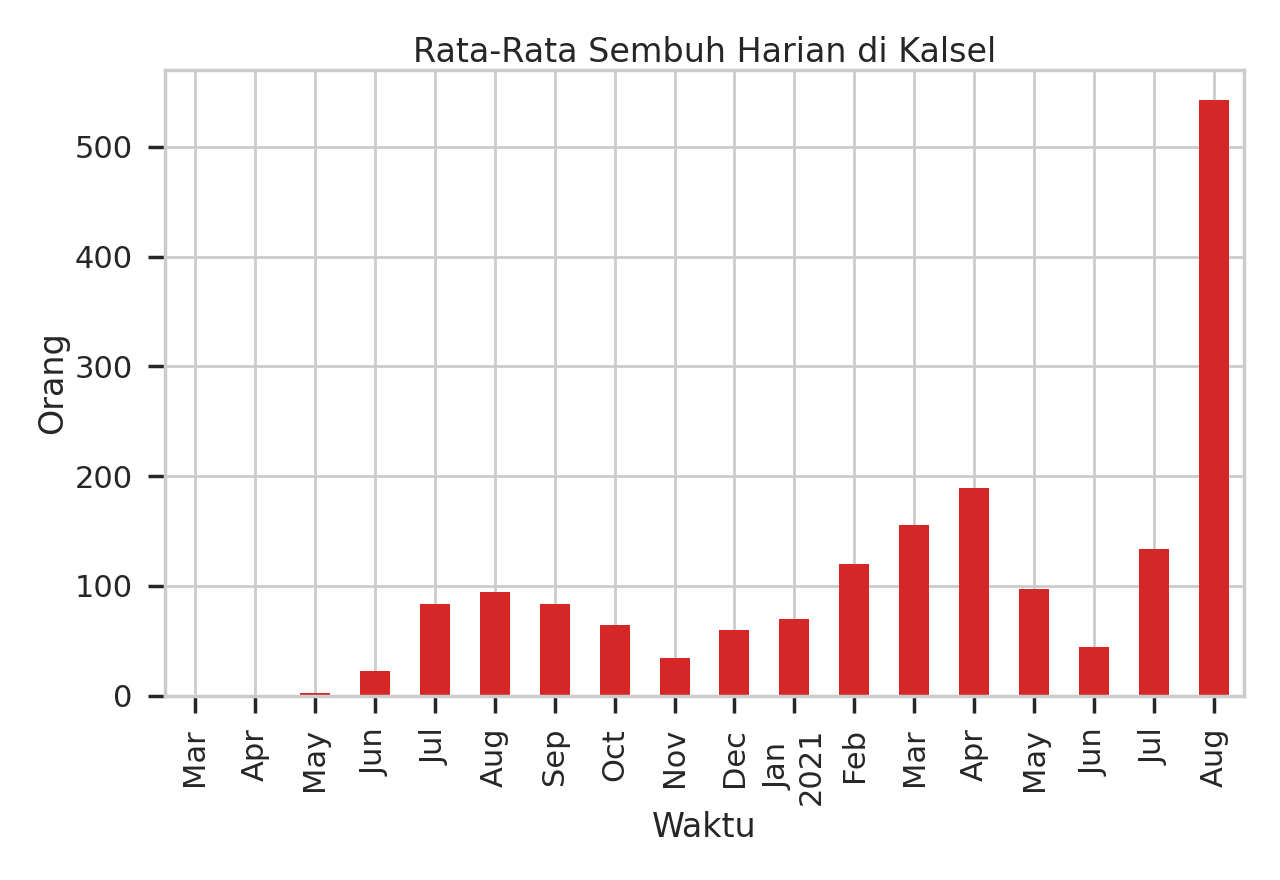 Rata-Rata Sembuh Harian di Kalsel
Orang
500
400
300
200
100
0
Mar
Apr
May
Jun
Jul
Aug
Sep
Oct
Nov
Dec
Jan
2021
Feb
Mar
Apr
May
Jun
Jul
Aug
Waktu